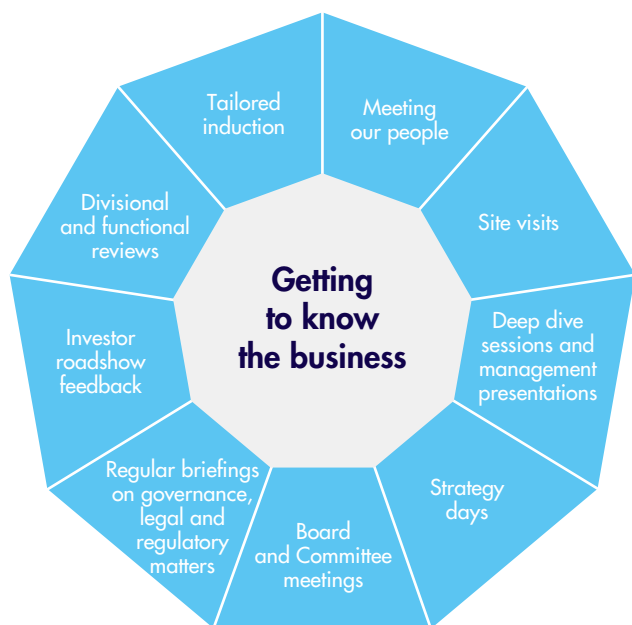 Tailored
induction
Meeting
our people
Site visits
Deep dive
sessions and
management
presentations
Strategy
days
Board
and Committee
meetings
Regular briefings
on governance,
legal and
regulatory
matters
Investor
roadshow
feedback
Divisional
and functional
reviews
Getting
to know
the business